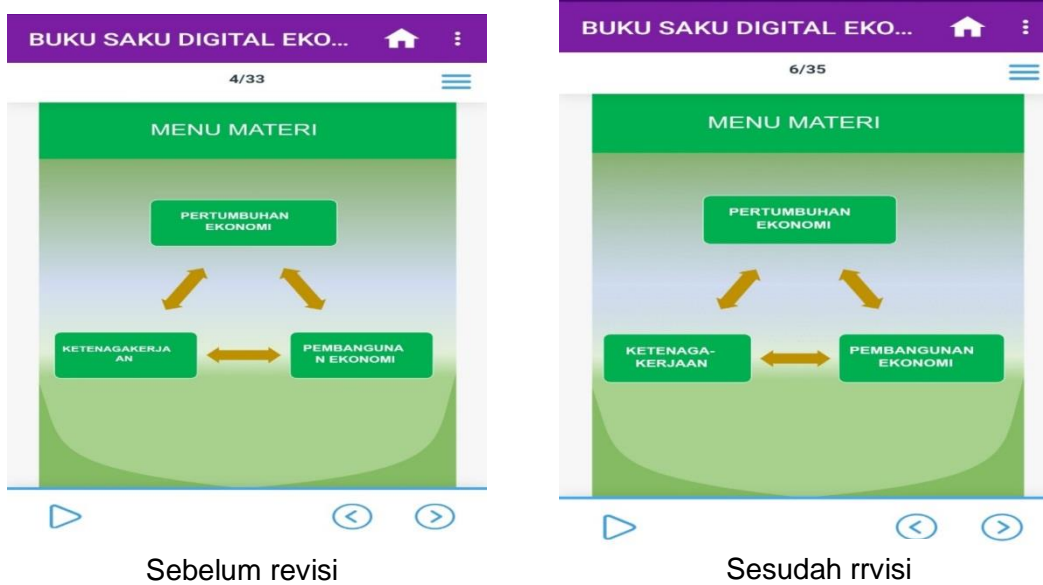 BUKU SAKU DIGITAL EKO...
4/33
MENU MATERI
PERTUMBUHAN
EKONOMI
KETENAGAKERJA
AN
PEMBANGUNA
N EKONOMI
Sebelum revisi
BUKU SAKU DIGITAL EKO...
6/35
MENU MATERI
PERTUMBUHAN
EKONOMI
KETENAGA-
KERJAAN
PEMBANGUNAN
EKONOMI
Sesudah rrvisi